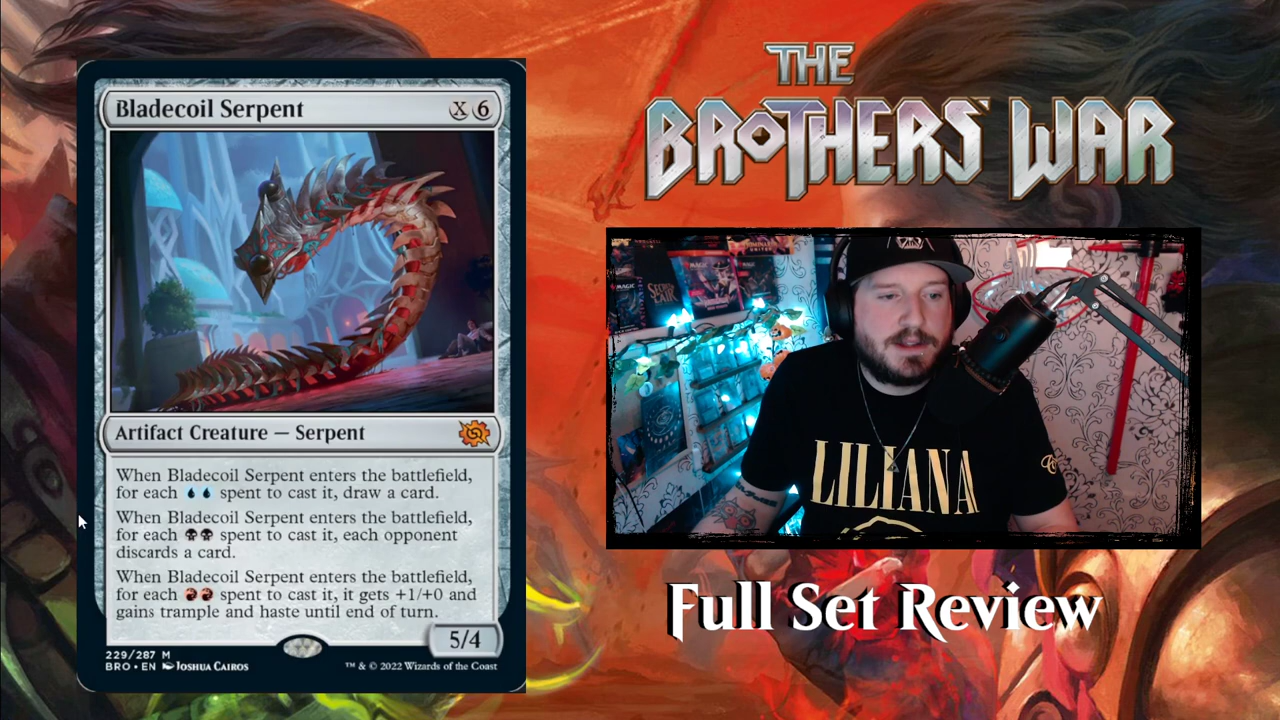 Bladecoil Serpent X 6
Artifact Creature — Serpent
When Bladecoil Serpent enters the battlefield,
for each spent to cast it, draw a card.
When Bladecoil Serpent enters the battlefield,
for each spent to cast it, each opponent
discards a card.
When Bladecoil Serpent enters the battlefield,
for each spent to cast it, it gets +1/+0 and
gains trample and haste until end of turn.
5/4
229/287 M
BRO • EN Joshua Cairos
™ & © 2022 Wizards of the Coast
THE
BROTHERS' WAR
MAGIC
SECRET
LAIR
LILIANA
Full Set Review